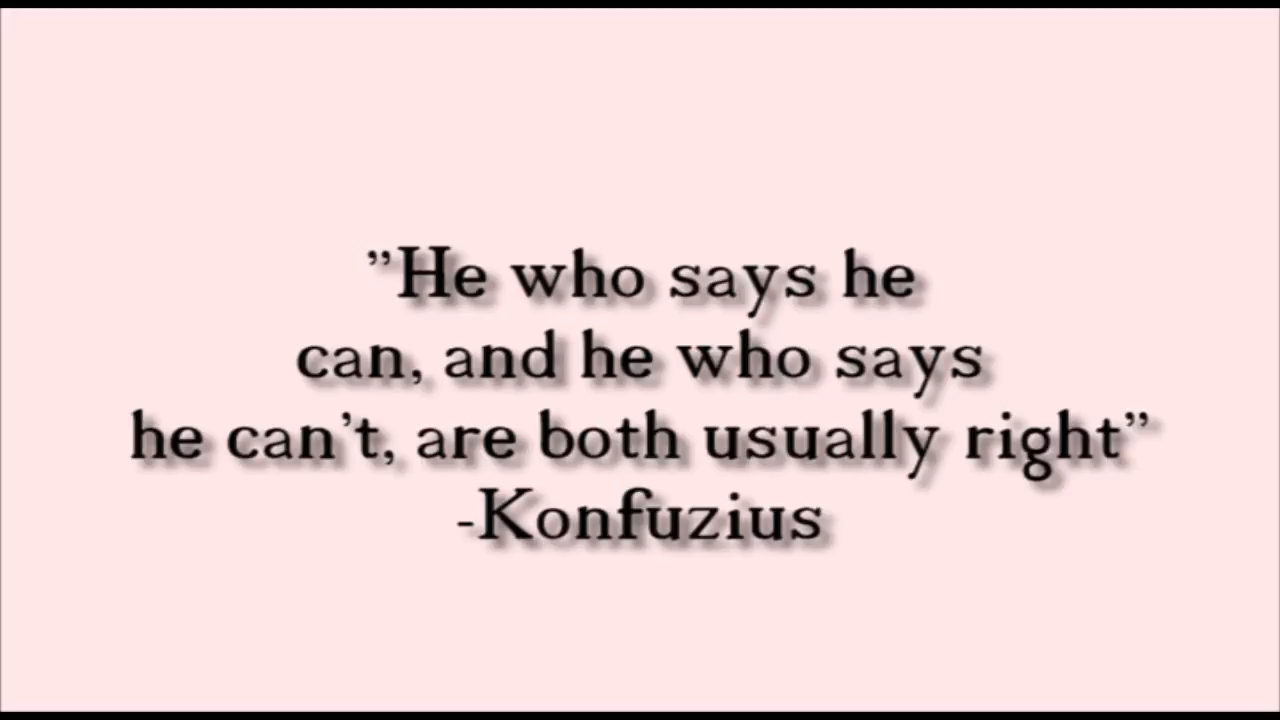 ”He who says he
can, and he who says
he can’t, are both usually right”
-Konfuzius